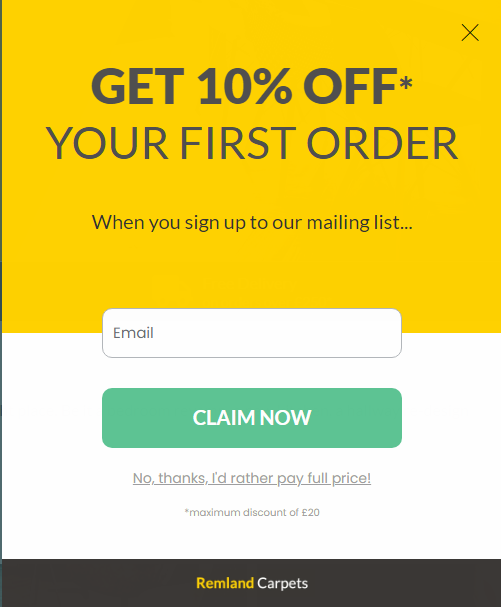 GET 10% OFF*
YOUR FIRST ORDER
When you sign up to our mailing list...
Email
CLAIM NOW
No, thanks, I'd rather pay full price!
*maximum discount of £20
Remland Carpets